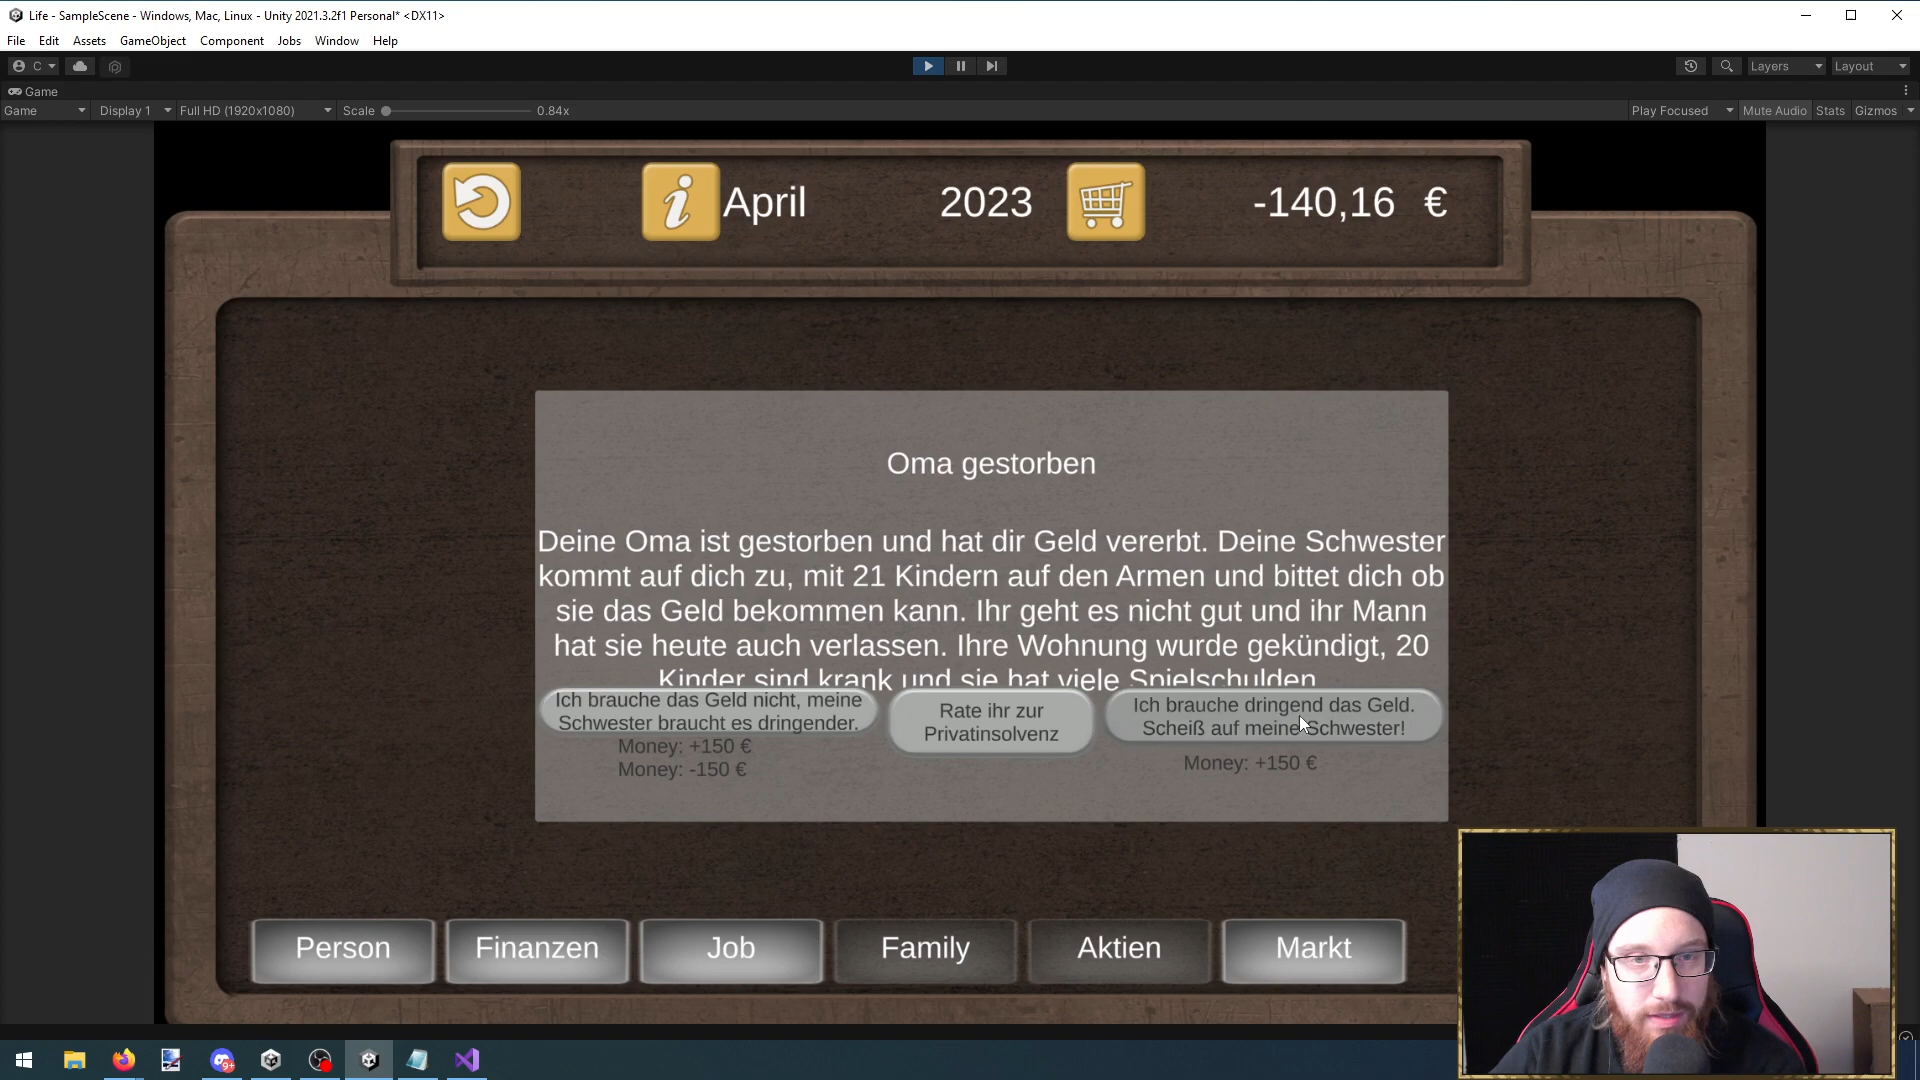 Life - SampleScene - Windows, Mac, Linux - Unity 2021.3.2f1 Personal* <DX11>
File Edit Assets GameObject Component Jobs Window Help
C Layers Layout
Game
Game Display 1 Full HD (1920x1080) Scale 0.84x Play Focused Mute Audio Stats Gizmos
i April 2023 -140,16 €
Oma gestorben
Deine Oma ist gestorben und hat dir Geld vererbt. Deine Schwester
kommt auf dich zu, mit 21 Kindern auf den Armen und bittet dich ob
sie das Geld bekommen kann. Ihr geht es nicht gut und ihr Mann
hat sie heute auch verlassen. Ihre Wohnung wurde gekündigt, 20
Kinder sind krank und sie hat viele Spielschulden
Ich brauche das Geld nicht, meine
Schwester braucht es dringender.
Money: +150 €
Money: -150 €
Rate ihr zur
Privatinsolvenz
Ich brauche dringend das Geld.
Scheiß auf meine Schwester!
Money: +150 €
Person Finanzen Job Family Aktien Markt
9+